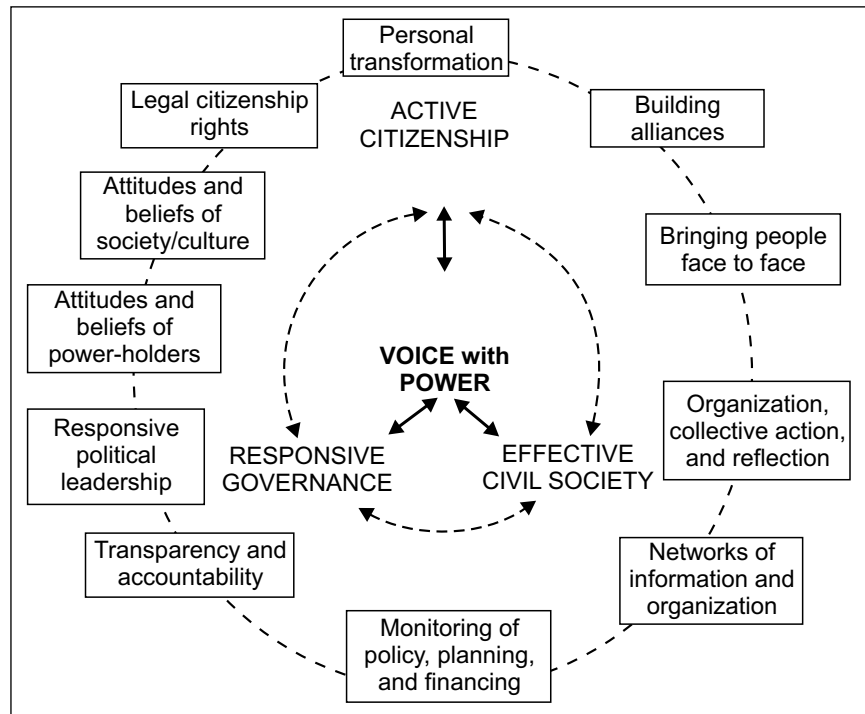 Personal
transformation
ACTIVE
CITIZENSHIP
Building
alliances
Bringing people
face to face
Organization,
collective action,
and reflection
Networks of
information and
organization
Monitoring of
policy, planning,
and financing
Transparency and
accountability
Responsive
political
leadership
Attitudes and
beliefs of
power-holders
Attitudes and
beliefs of
society/culture
Legal citizenship
rights
VOICE with
POWER
RESPONSIVE
GOVERNANCE
EFFECTIVE
CIVIL SOCIETY